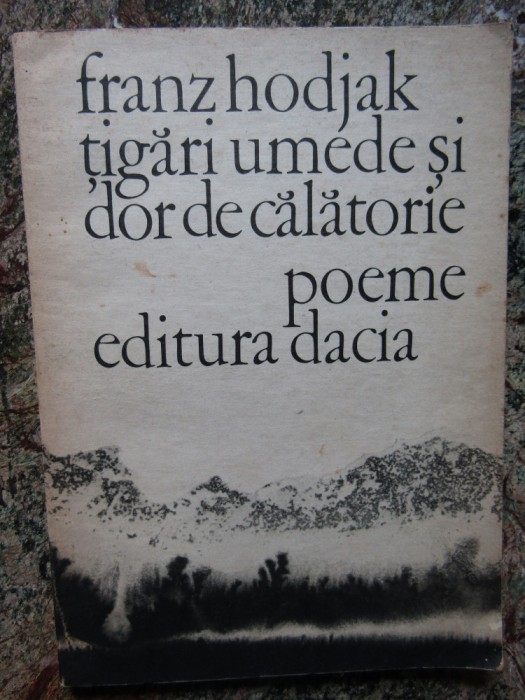 franz hodjak
țigări umede și
dor de călătorie
poeme
editura dacia